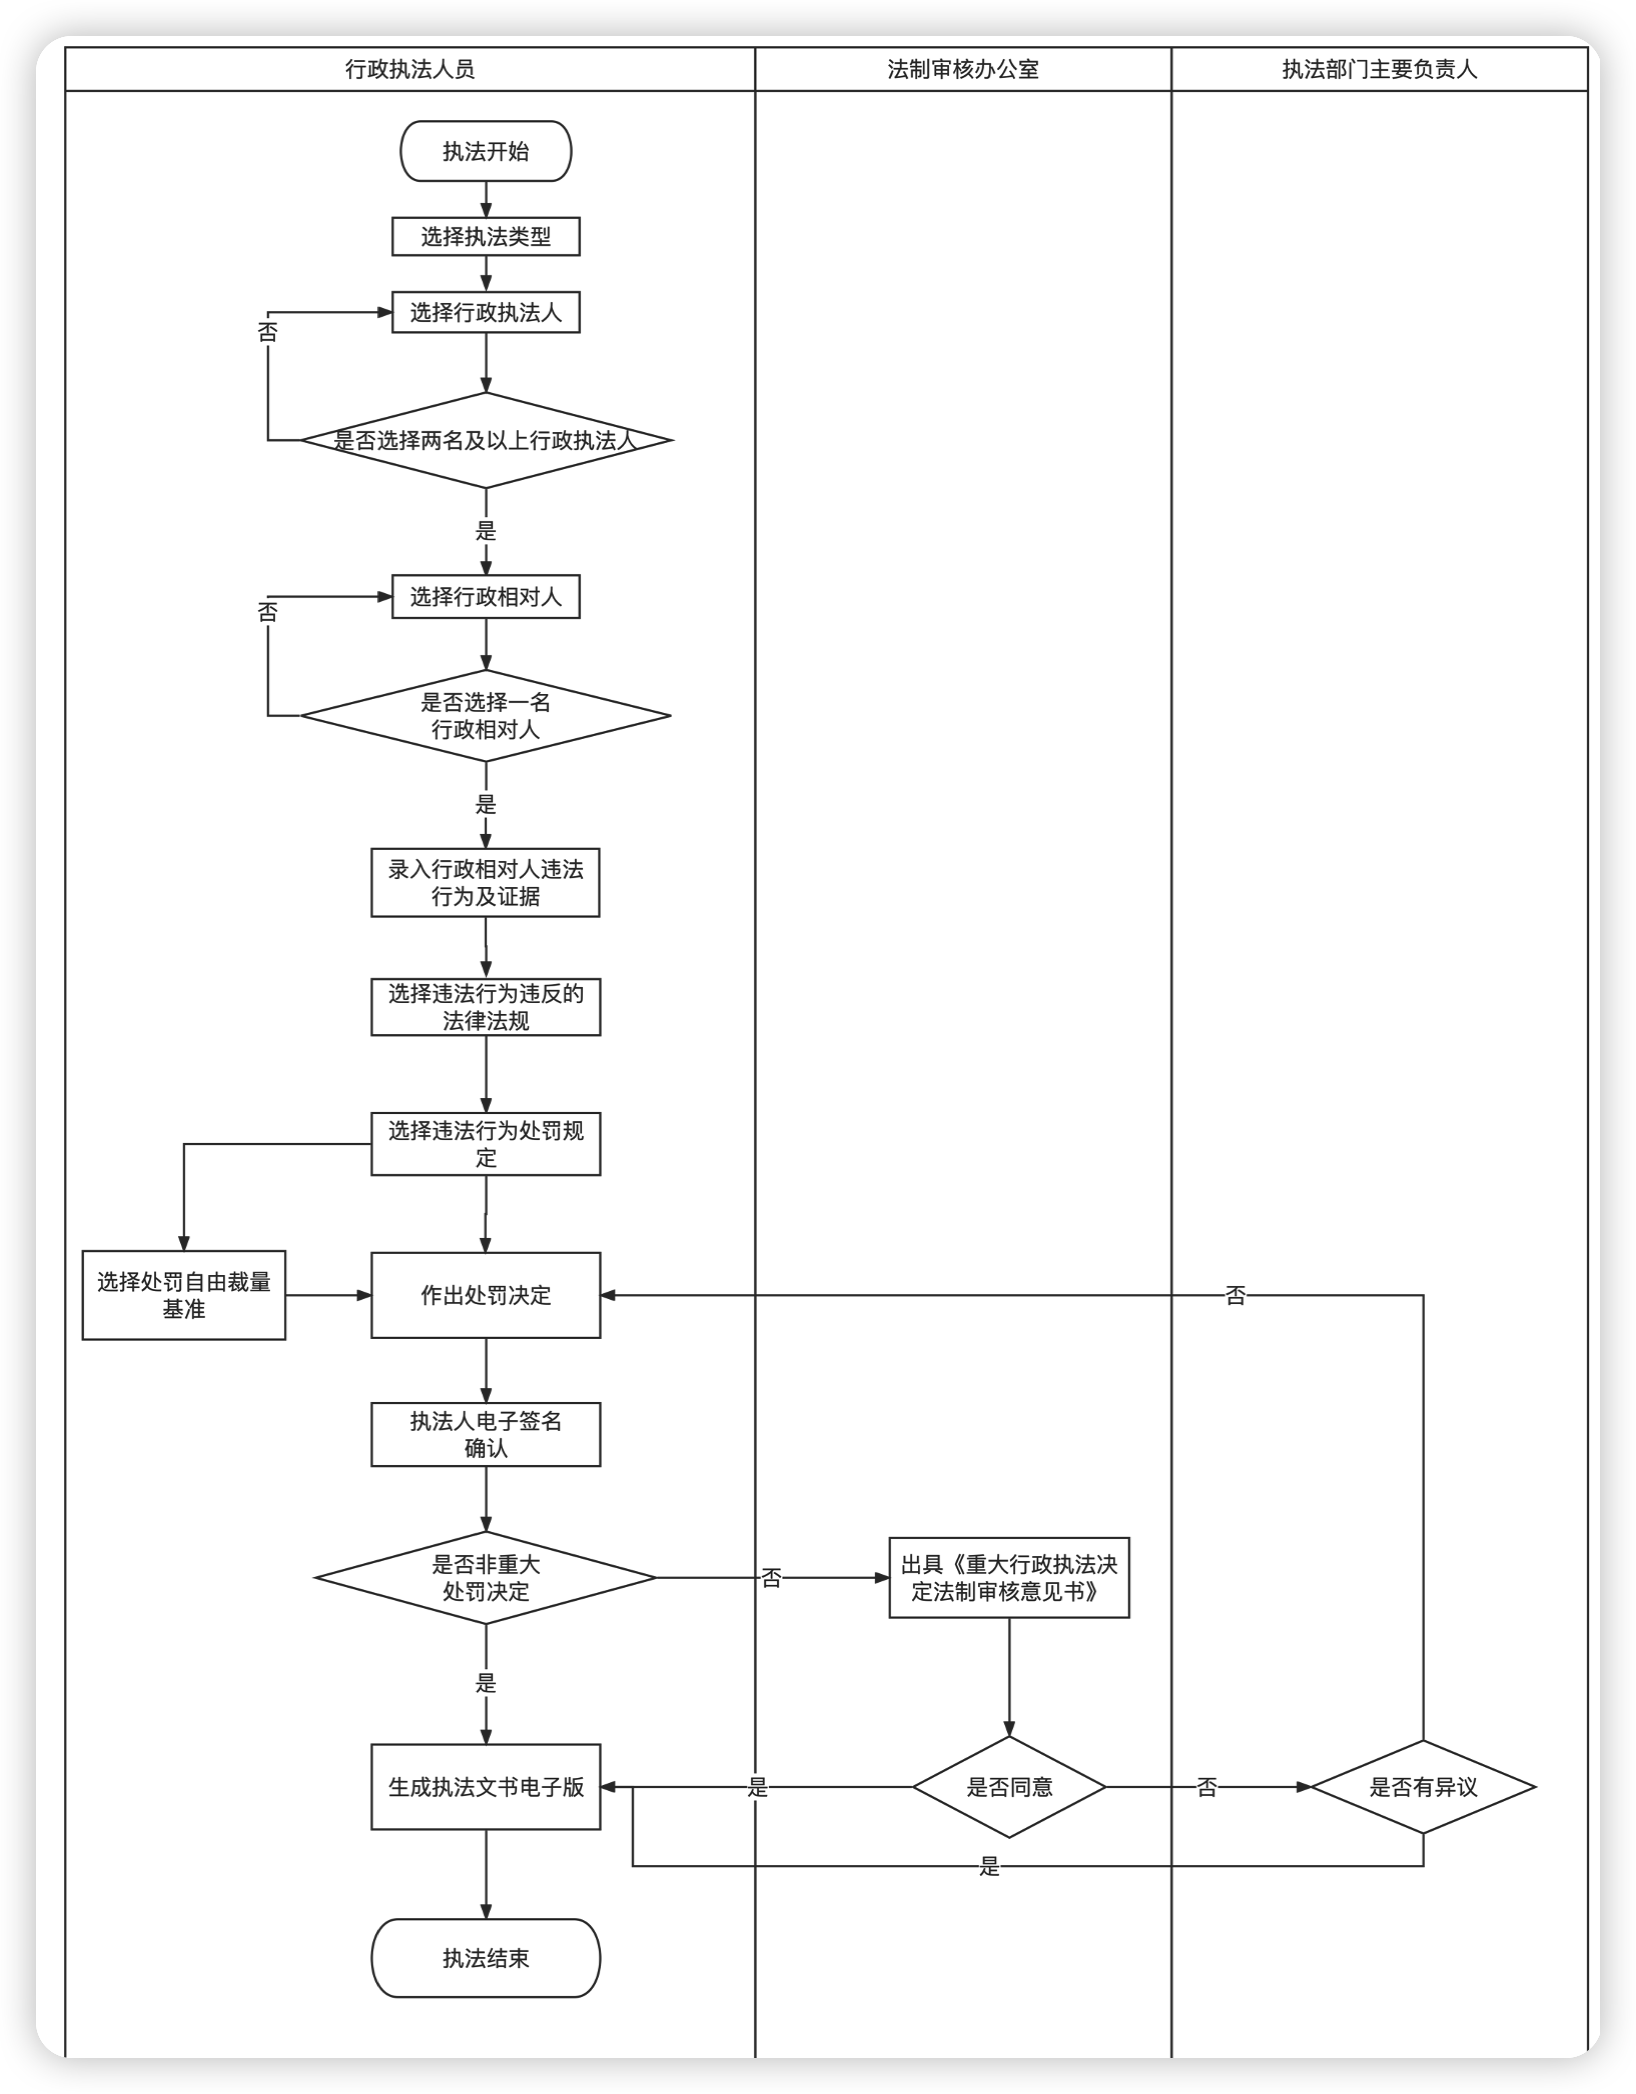 行政执法人员
法制审核办公室
执法部门主要负责人
执法开始
选择执法类型
选择行政执法人
否
是否选择两名及以上行政执法人
是
选择行政相对人
否
是否选择一名
行政相对人
是
录入行政相对人违法
行为及证据
选择违法行为违反的
法律法规
选择违法行为处罚规
定
选择处罚自由裁量
基准
作出处罚决定
否
执法人电子签名
确认
是否非重大
处罚决定
否
出具《重大行政执法决
定法制审核意见书》
是
生成执法文书电子版
是
是否同意
否
是否有异议
是
执法结束